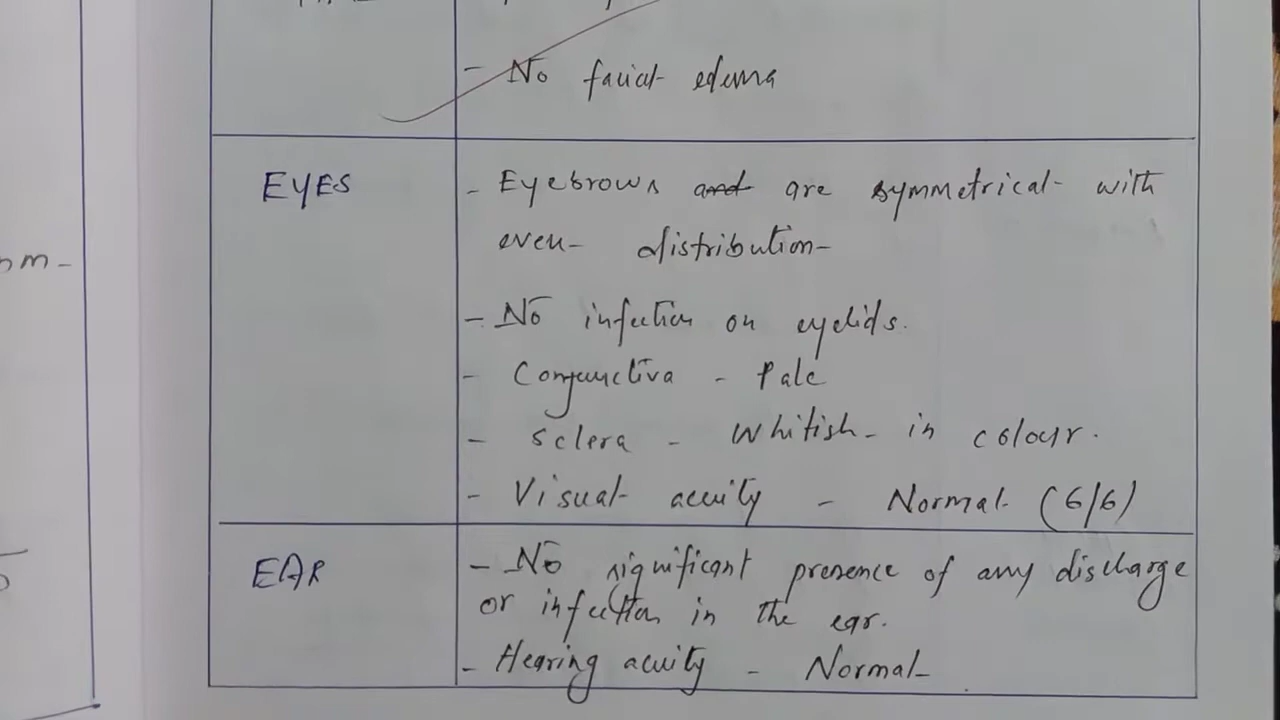 - No facial edema
EYES
- Eyebrows and are symmetrical with
even distribution
- No infection on eyelids.
- Conjunctiva - Pale
- Sclera - Whitish in colour.
- Visual acuity - Normal (6/6)
EAR
- No significant presence of any discharge
or infection in the ear.
- Hearing acuity - Normal